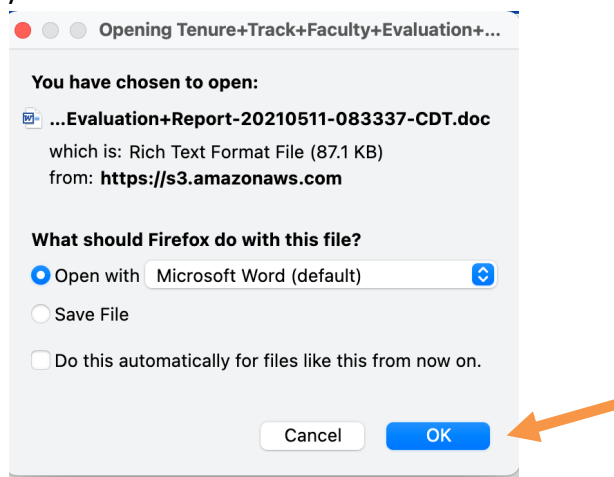 Opening Tenure+Track+Faculty+Evaluation+...
You have chosen to open:
...Evaluation+Report-20210511-083337-CDT.doc
which is: Rich Text Format File (87.1 KB)
from: https://s3.amazonaws.com
What should Firefox do with this file?
Open with Microsoft Word (default)
Save File
Do this automatically for files like this from now on.
Cancel OK